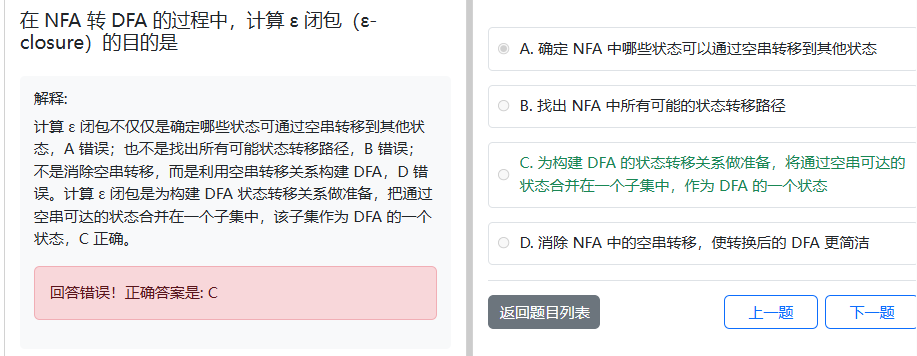 在 NFA 转 DFA 的过程中，计算 ε 闭包（ε-
closure）的目的是
解释:
计算 ε 闭包不仅仅是确定哪些状态可通过空串转移到其他状
态，A 错误；也不是找出所有可能状态转移路径，B 错误；
不是消除空串转移，而是利用空串转移关系构建 DFA，D 错
误。计算 ε 闭包是为构建 DFA 状态转移关系做准备，把通过
空串可达的状态合并在一个子集中，该子集作为 DFA 的一个
状态，C 正确。
回答错误！正确答案是: C
A. 确定 NFA 中哪些状态可以通过空串转移到其他状态
B. 找出 NFA 中所有可能的状态转移路径
C. 为构建 DFA 的状态转移关系做准备，将通过空串可达的
状态合并在一个子集中，作为 DFA 的一个状态
D. 消除 NFA 中的空串转移，使转换后的 DFA 更简洁
返回题目列表
上一题
下一题